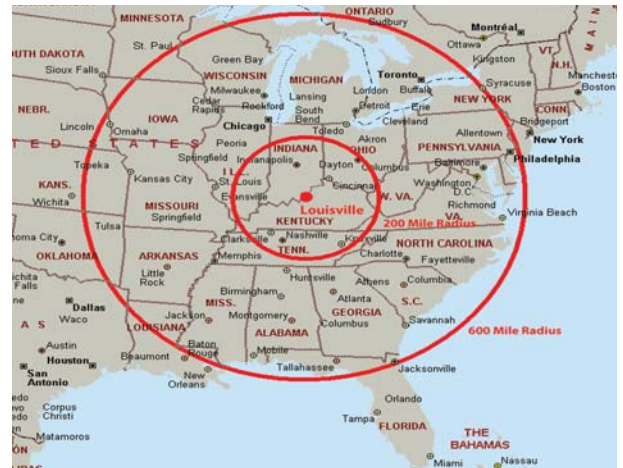 ONTARIO
Sudbury
Montréal
MAIN
MINNESOTA
Ottawa
Kingston
VT.
N.H.
St. Paul
Green Bay
OUTH DAKOTA
Sioux Falls
WISCONSIN
MICHIGAN
Toronto
Manchester
Milwaukee
Lansing
London
Buffalo
Syracuse
Boston
Cedar
Rapids
Rockford
South
Bend
Detroit
Erie
NEW YORK
CONN.
NEBR.
IOWA
Chicago
Toledo
Cleveland
Bridgeport
Lincoln
Omaha
Peoria
Akron
Allentown
New York
TED STATES
INDIANA
OHIO
PENNSYLVANIA
Topeka
Springfield
Indianapolis
Dayton
Columbus
Baltimore
Philadelphia
Kansas City
ILL.
St. Louis
Cincinnati
W. VA.
Washington
D.C.
KANS.
Wichita
MISSOURI
Evansville
Louisville
Richmond
VA.
Virginia Beach
Springfield
KENTUCKY
200 Mile Radius
Tulsa
Clarksville
Nashville
Knoxville
NORTH CAROLINA
oma City
TENN.
Charlotte
Fayetteville
OKLAHOMA
ARKANSAS
Memphis
Little
Rock
Huntsville
Athens
Columbia
Birmingham
Atlanta
S.C.
Dallas
Waco
MISS.
Jackson
Montgomery
GEORGIA
Columbus
Savannah
600 Mile Radius
A S
LOUISIANA
ALABAMA
Austin
Beaumont
Baton
Rouge
Mobile
Houston
Tallahassee
Jacksonville
San
Antonio
New
Orleans
Orlando
Corpus
Christi
Tampa
FLORIDA
THE
BAHAMAS
Matamoros
Miami
Nassau